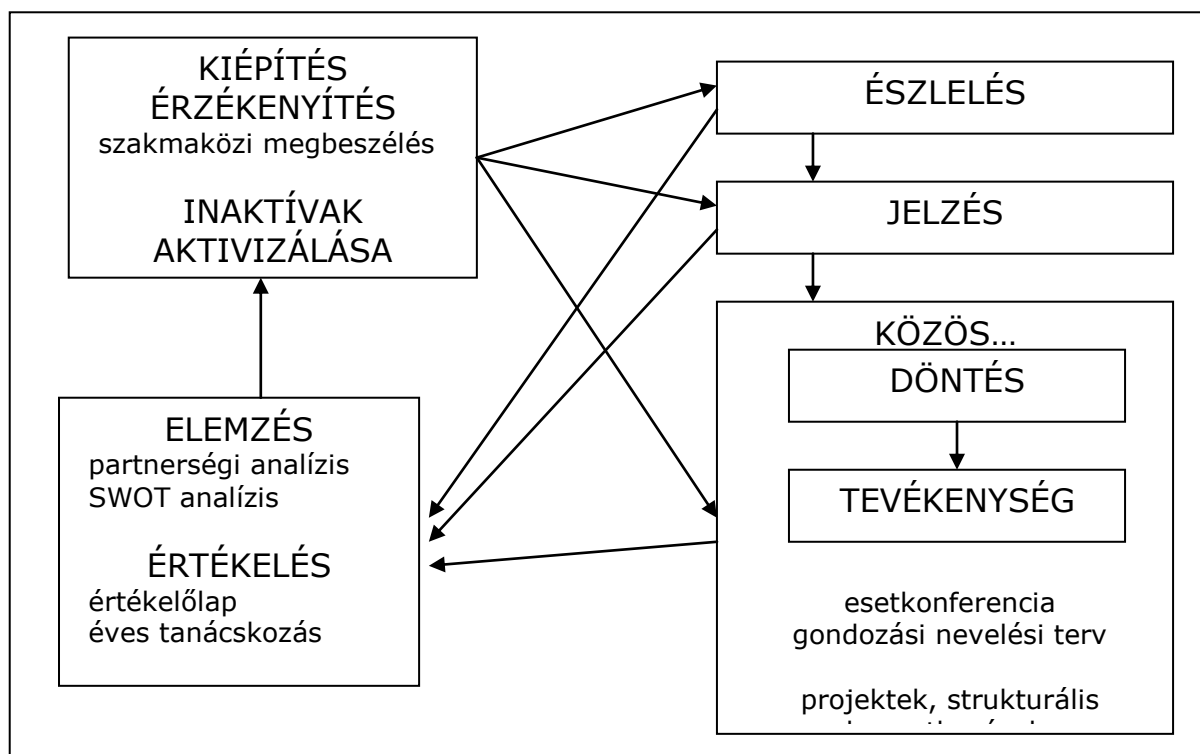 KIÉPÍTÉS
ÉRZÉKENYÍTÉS
szakmaközi megbeszélés
INAKTÍVAK
AKTIVIZÁLÁSA
ELEMZÉS
partnerségi analízis
SWOT analízis
ÉRTÉKELÉS
értékelőlap
éves tanácskozás
ÉSZLELÉS
JELZÉS
KÖZÖS…
DÖNTÉS
TEVÉKENYSÉG
esetkonferencia
gondozási nevelési terv
projektek, strukturális